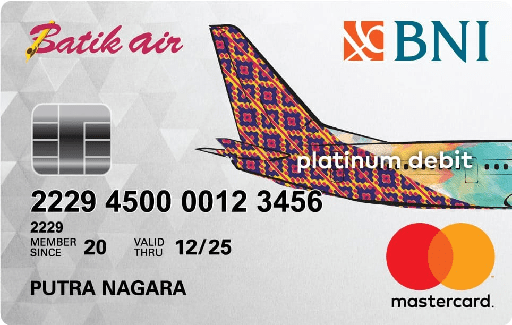 Batik air
BNI
platinum debit
2229 4500 0012 3456
2229
MEMBER SINCE 20 VALID THRU 12/25
PUTRA NAGARA
mastercard.